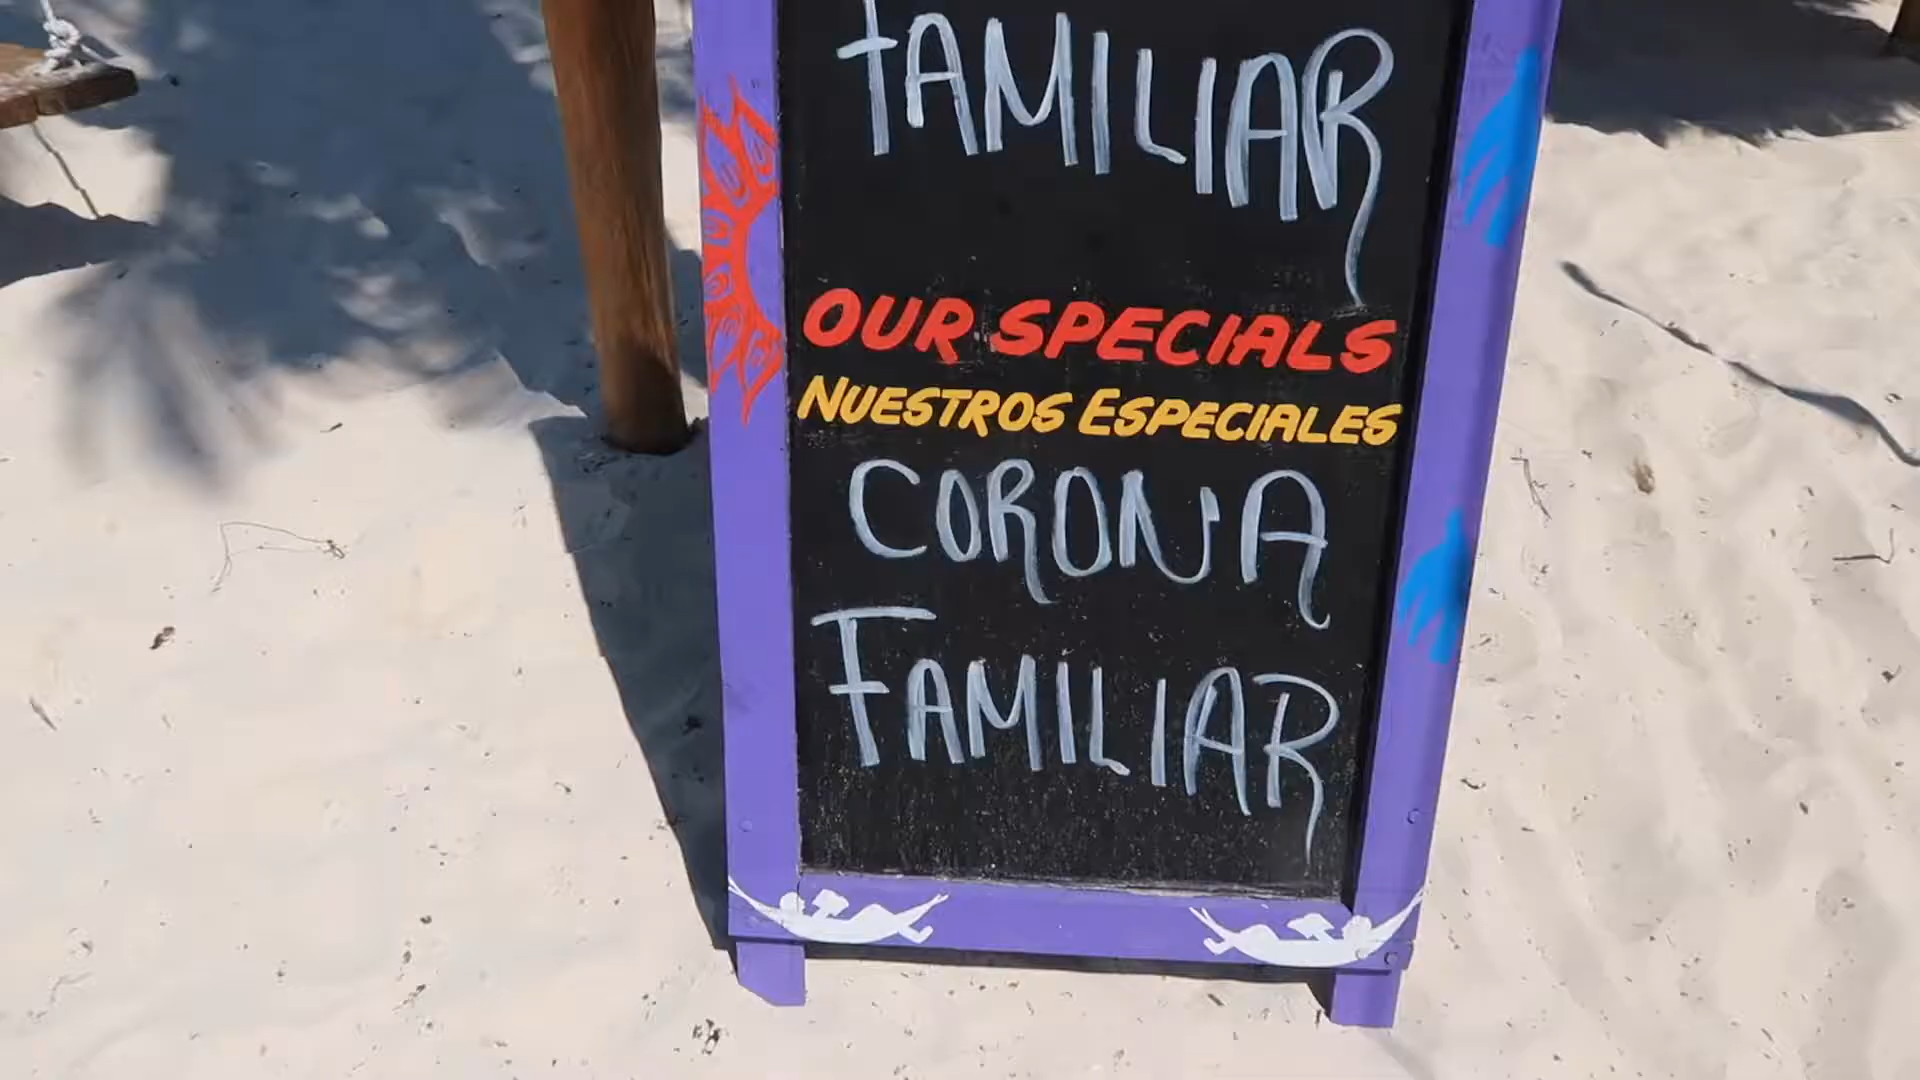 FAMILIAR
OUR SPECIALS
NUESTROS ESPECIALES
CORONA
FAMILIAR